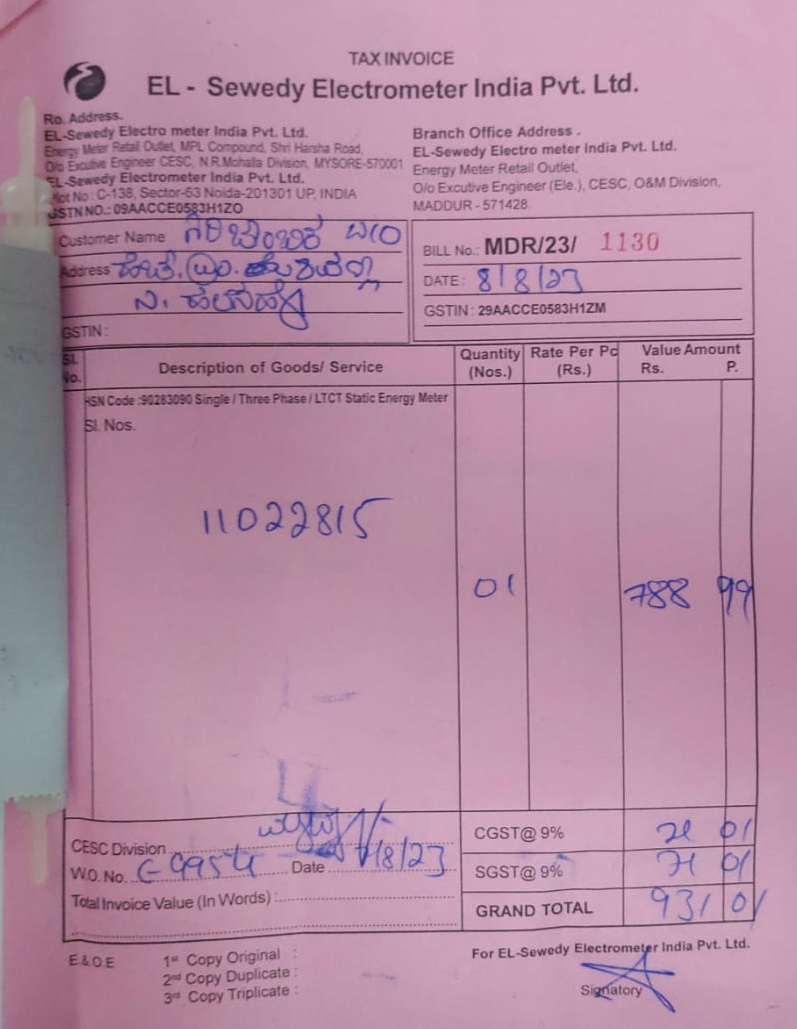 TAX INVOICE
EL - Sewedy Electrometer India Pvt. Ltd.
Ro. Address.
EL-Sewedy Electro meter India Pvt. Ltd.
Energy Meter Retail Outlet, MPL Compound, Shri Harsha Road,
O/o Excutive Engineer CESC, N.R.Mohalla Division, MYSORE-570001
EL-Sewedy Electrometer India Pvt. Ltd.
Plot No : C-138, Sector-63 Noida-201301 UP, INDIA
GSTN NO.: 09AACCE0583H1ZO
Branch Office Address .
EL-Sewedy Electro meter India Pvt. Ltd.
Energy Meter Retail Outlet,
O/o Excutive Engineer (Ele.), CESC, O&M Division,
MADDUR - 571428.
Customer Name
Address
GSTIN :
BILL No.: MDR/23/ 1130
DATE : 8/8/23
GSTIN : 29AACCE0583H1ZM
Sl. No. Description of Goods/ Service Quantity (Nos.) Rate Per Pc (Rs.) Value Amount Rs. P.
HSN Code :90283090 Single / Three Phase / LTCT Static Energy Meter
Sl. Nos.
11022815
01 788 99
CESC Division
W.O. No. Date /8/23
Total Invoice Value (In Words) :
CGST@ 9% 71 01
SGST@ 9% 71 01
GRAND TOTAL 931 01
E & O.E
1st Copy Original :
2nd Copy Duplicate :
3rd Copy Triplicate :
For EL-Sewedy Electrometer India Pvt. Ltd.
Signatory